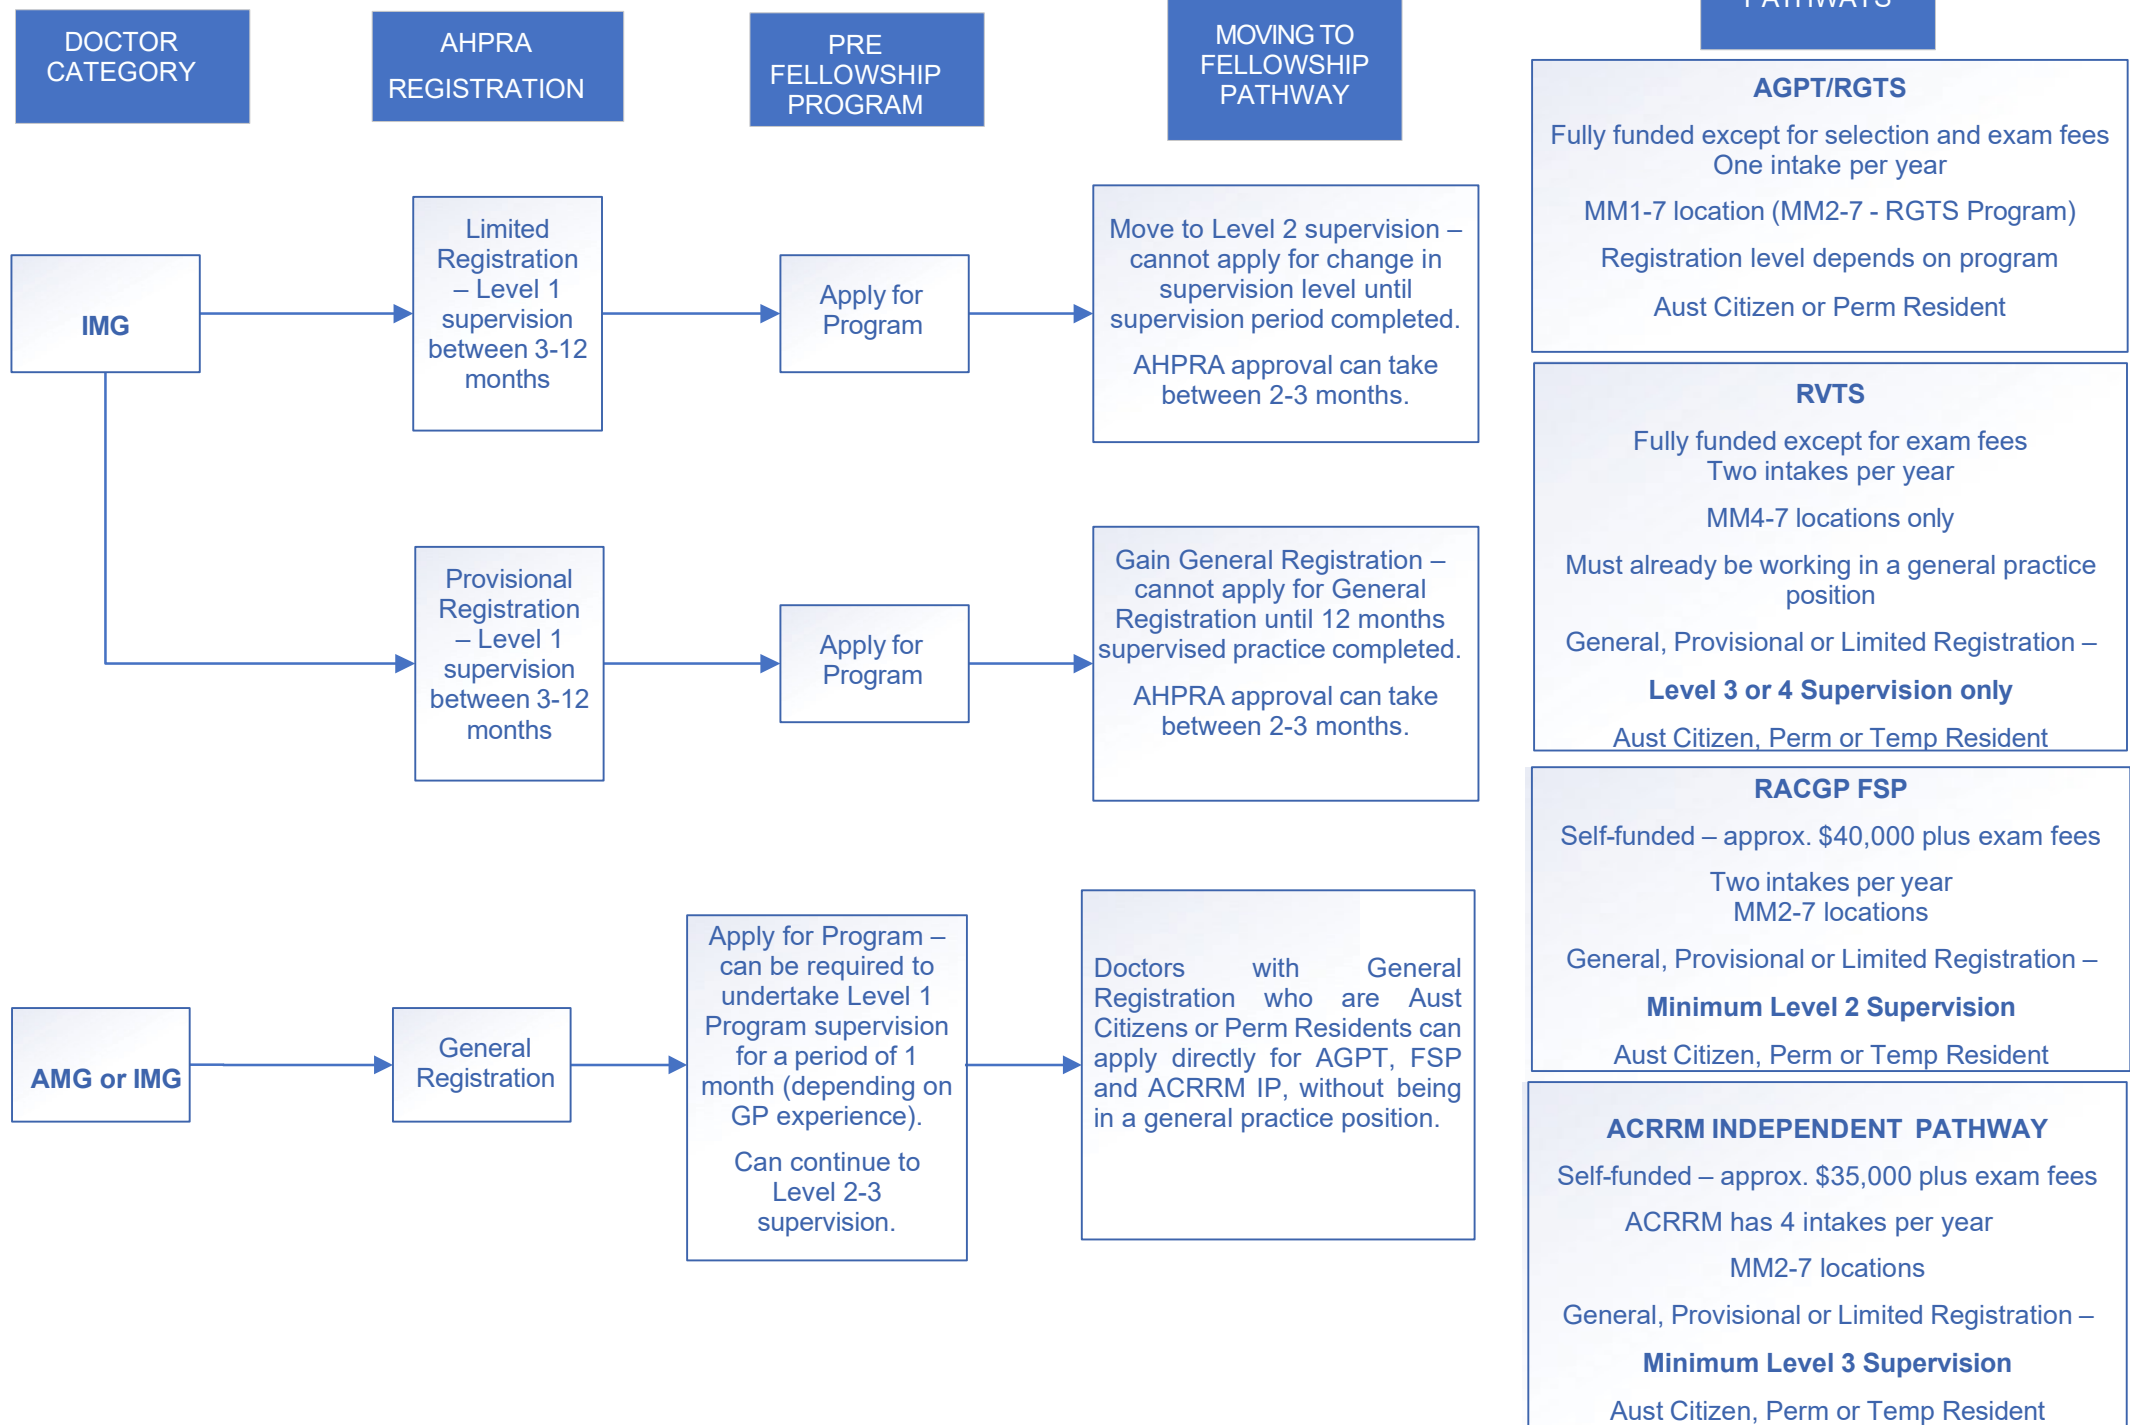 DOCTOR
CATEGORY
AHPRA
REGISTRATION
PRE
FELLOWSHIP
PROGRAM
MOVING TO
FELLOWSHIP
PATHWAY
PATHWAYS
IMG
Limited
Registration
– Level 1
supervision
between 3-12
months
Apply for
Program
Move to Level 2 supervision –
cannot apply for change in
supervision level until
supervision period completed.
AHPRA approval can take
between 2-3 months.
Provisional
Registration
– Level 1
supervision
between 3-12
months
Apply for
Program
Gain General Registration –
cannot apply for General
Registration until 12 months
supervised practice completed.
AHPRA approval can take
between 2-3 months.
AMG or IMG
General
Registration
Apply for Program –
can be required to
undertake Level 1
Program supervision
for a period of 1
month (depending on
GP experience).
Can continue to
Level 2-3
supervision.
Doctors with General
Registration who are Aust
Citizens or Perm Residents can
apply directly for AGPT, FSP
and ACRRM IP, without being
in a general practice position.
AGPT/RGTS
Fully funded except for selection and exam fees
One intake per year
MM1-7 location (MM2-7 - RGTS Program)
Registration level depends on program
Aust Citizen or Perm Resident
RVTS
Fully funded except for exam fees
Two intakes per year
MM4-7 locations only
Must already be working in a general practice
position
General, Provisional or Limited Registration –
Level 3 or 4 Supervision only
Aust Citizen, Perm or Temp Resident
RACGP FSP
Self-funded – approx. $40,000 plus exam fees
Two intakes per year
MM2-7 locations
General, Provisional or Limited Registration –
Minimum Level 2 Supervision
Aust Citizen, Perm or Temp Resident
ACRRM INDEPENDENT PATHWAY
Self-funded – approx. $35,000 plus exam fees
ACRRM has 4 intakes per year
MM2-7 locations
General, Provisional or Limited Registration –
Minimum Level 3 Supervision
Aust Citizen, Perm or Temp Resident